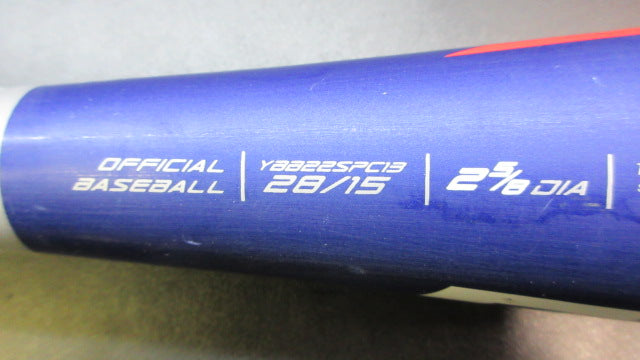 OFFICIAL
BASEBALL
YBB22SPC13
28/15
2 5/8 DIA